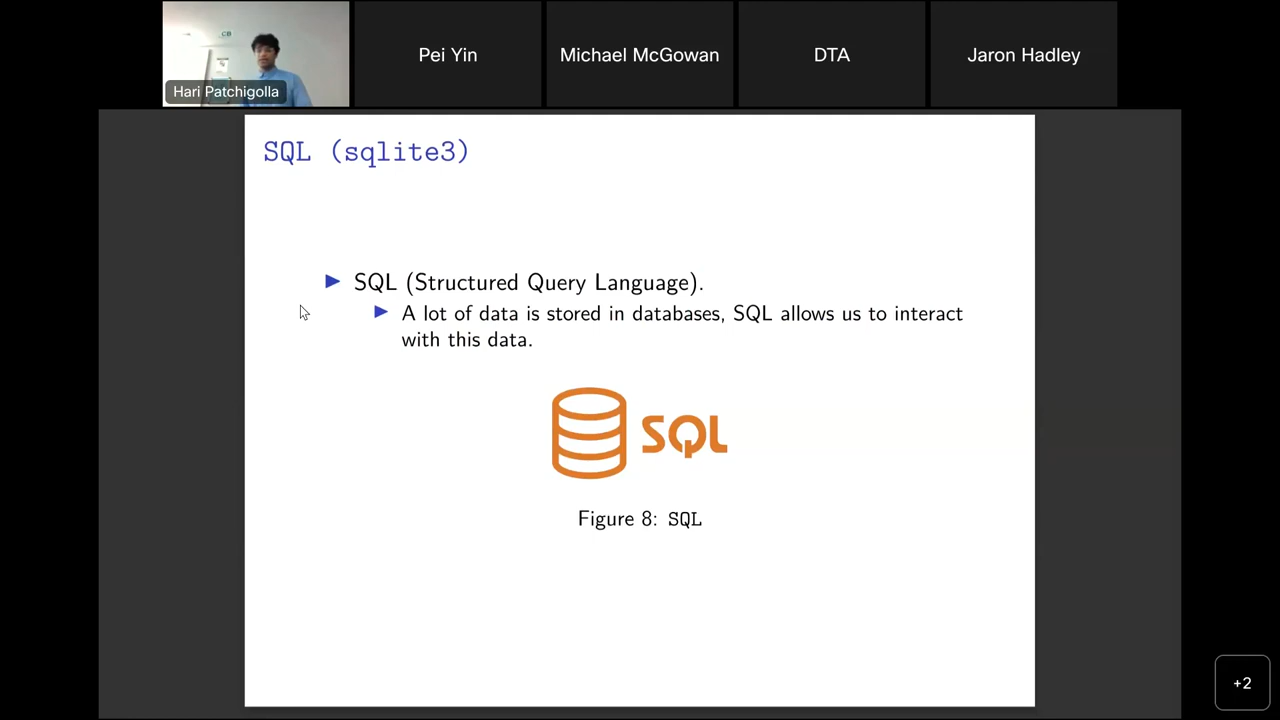 CB
Hari Patchigolla
Pei Yin
Michael McGowan
DTA
Jaron Hadley
SQL (sqlite3)
SQL (Structured Query Language).
A lot of data is stored in databases, SQL allows us to interact
with this data.
SQL
Figure 8: SQL
+2